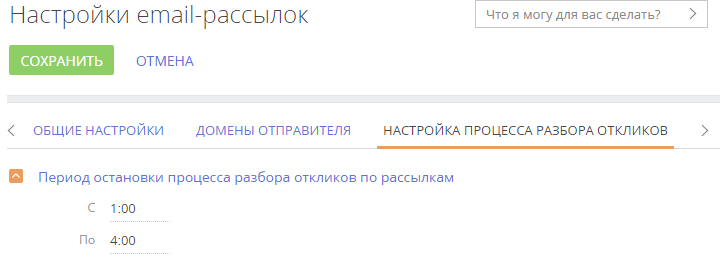 Настройки email-рассылок
Что я могу для вас сделать?
СОХРАНИТЬ
ОТМЕНА
ОБЩИЕ НАСТРОЙКИ
ДОМЕНЫ ОТПРАВИТЕЛЯ
НАСТРОЙКА ПРОЦЕССА РАЗБОРА ОТКЛИКОВ
Период остановки процесса разбора откликов по рассылкам
С 1:00
По 4:00